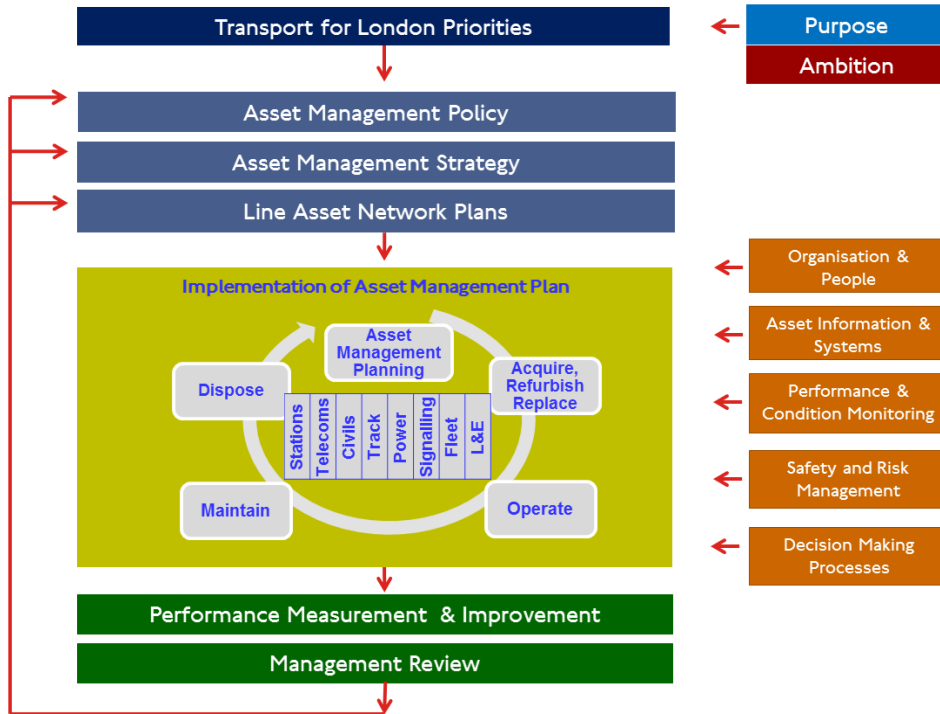 Transport for London Priorities
Purpose
Ambition
Asset Management Policy
Asset Management Strategy
Line Asset Network Plans
Implementation of Asset Management Plan
Asset
Management
Planning
Acquire,
Refurbish
Replace
Dispose
Stations
Telecoms
Civils
Track
Power
Signalling
Fleet
L&E
Maintain
Operate
Organisation &
People
Asset Information &
Systems
Performance &
Condition Monitoring
Safety and Risk
Management
Decision Making
Processes
Performance Measurement & Improvement
Management Review